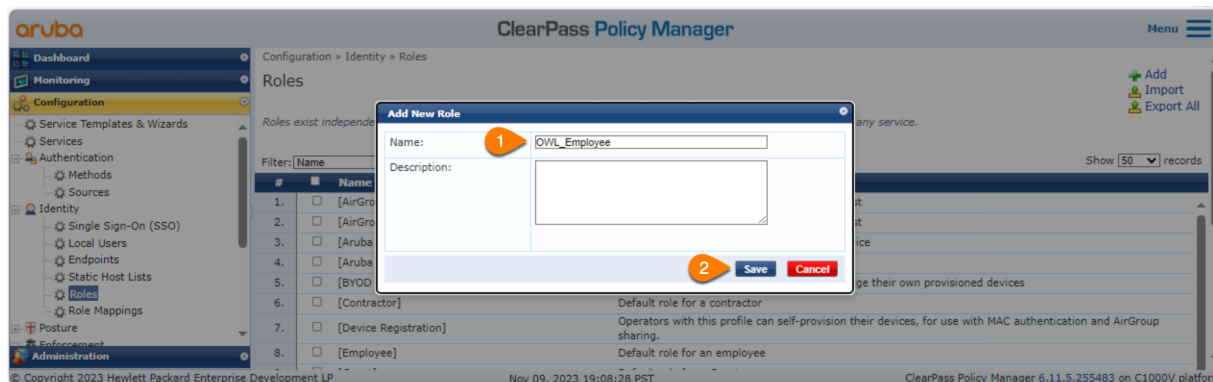 aruba
ClearPass Policy Manager
Menu
Dashboard
Monitoring
Configuration
Service Templates & Wizards
Services
Authentication
Methods
Sources
Identity
Single Sign-On (SSO)
Local Users
Endpoints
Static Host Lists
Roles
Role Mappings
Posture
Enforcement
Administration
Configuration » Identity » Roles
Roles
Add
Import
Export All
Roles exist independe
any service.
Filter: Name
Show 50 records
# Name
1. [AirGro st
2. [AirGro st
3. [Aruba ice
4. [Aruba
5. [BYOD ge their own provisioned devices
6. [Contractor] Default role for a contractor
7. [Device Registration] Operators with this profile can self-provision their devices, for use with MAC authentication and AirGroup
sharing.
8. [Employee] Default role for an employee
Add New Role
Name: 1 OWL_Employee
Description:
2 Save Cancel
© Copyright 2023 Hewlett Packard Enterprise Development LP Nov 09, 2023 19:08:28 PST ClearPass Policy Manager 6.11.5.255483 on C1000V platfor